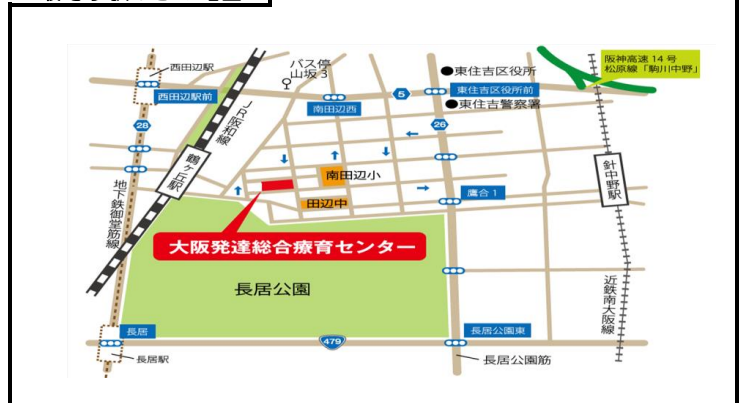 西田辺駅
バス停
山坂3
●東住吉区役所
阪神高速14号
松原線「駒川中野」
西田辺駅前
南田辺西
5
東住吉区役所前
●東住吉警察署
28
JR阪和線
26
鶴ヶ丘駅
南田辺小
針中野駅
地下鉄御堂筋線
田辺中
鷹合1
大阪発達総合療育センター
長居公園
近鉄南大阪線
長居
479
長居公園東
長居駅
長居公園筋